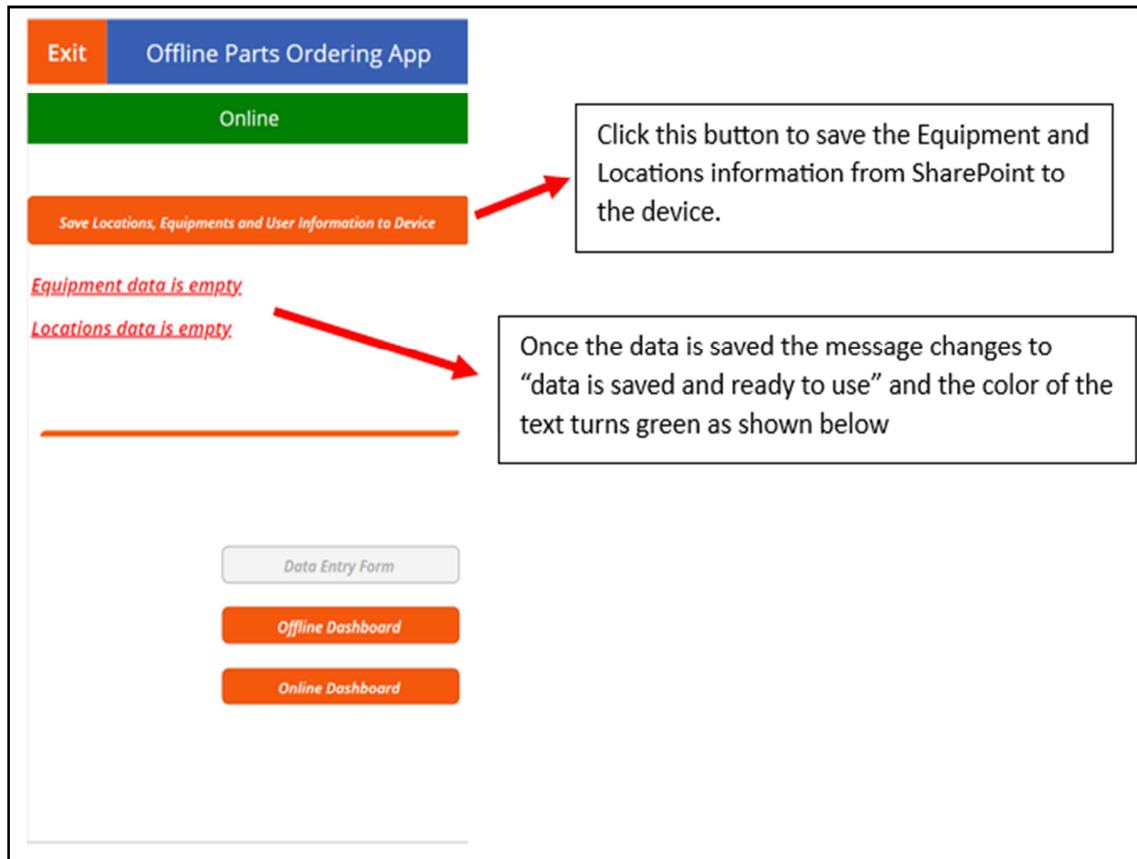 Exit Offline Parts Ordering App
Online
Save Locations, Equipments and User Information to Device
Click this button to save the Equipment and
Locations information from SharePoint to
the device.
Equipment data is empty
Locations data is empty
Once the data is saved the message changes to
“data is saved and ready to use” and the color of the
text turns green as shown below
Data Entry Form
Offline Dashboard
Online Dashboard